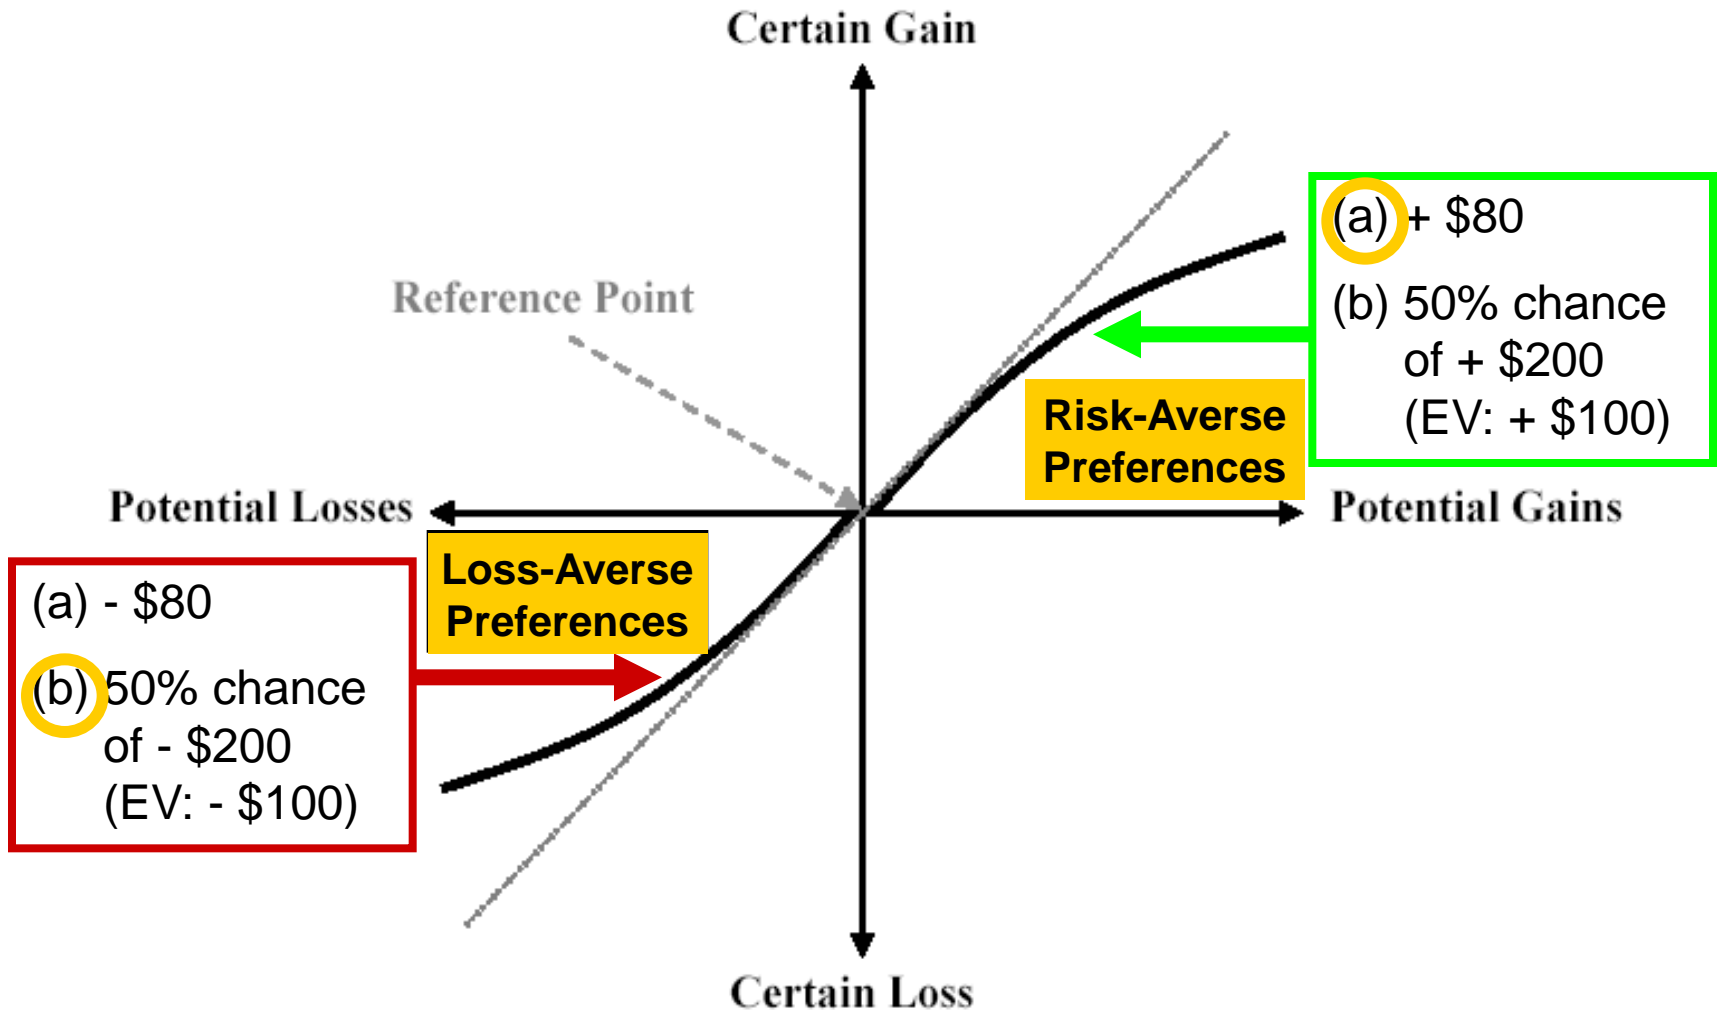 Certain Gain
(a) + $80
(b) 50% chance
of + $200
(EV: + $100)
Reference Point
Risk-Averse
Preferences
Potential Losses
Potential Gains
Loss-Averse
Preferences
(a) - $80
(b) 50% chance
of - $200
(EV: - $100)
Certain Loss